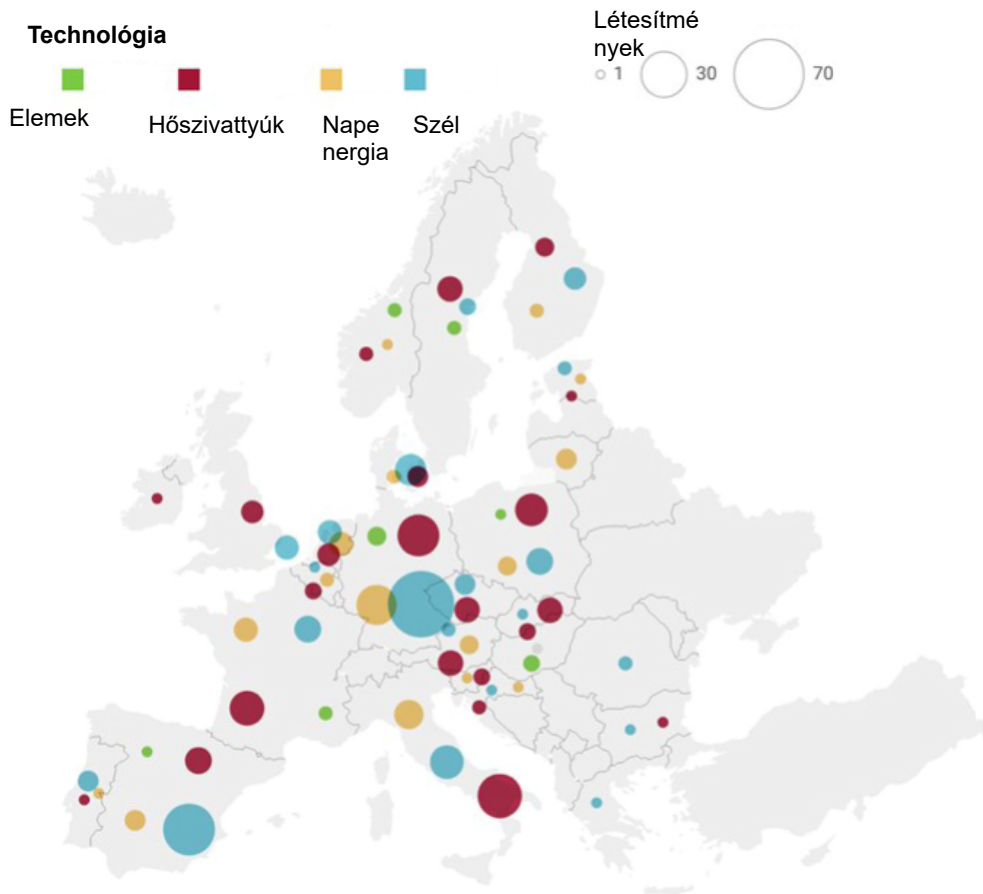 Technológia
Elemek
Hőszivattyúk
Nape
nergia
Szél
Létesítmé
nyek
1
30
70